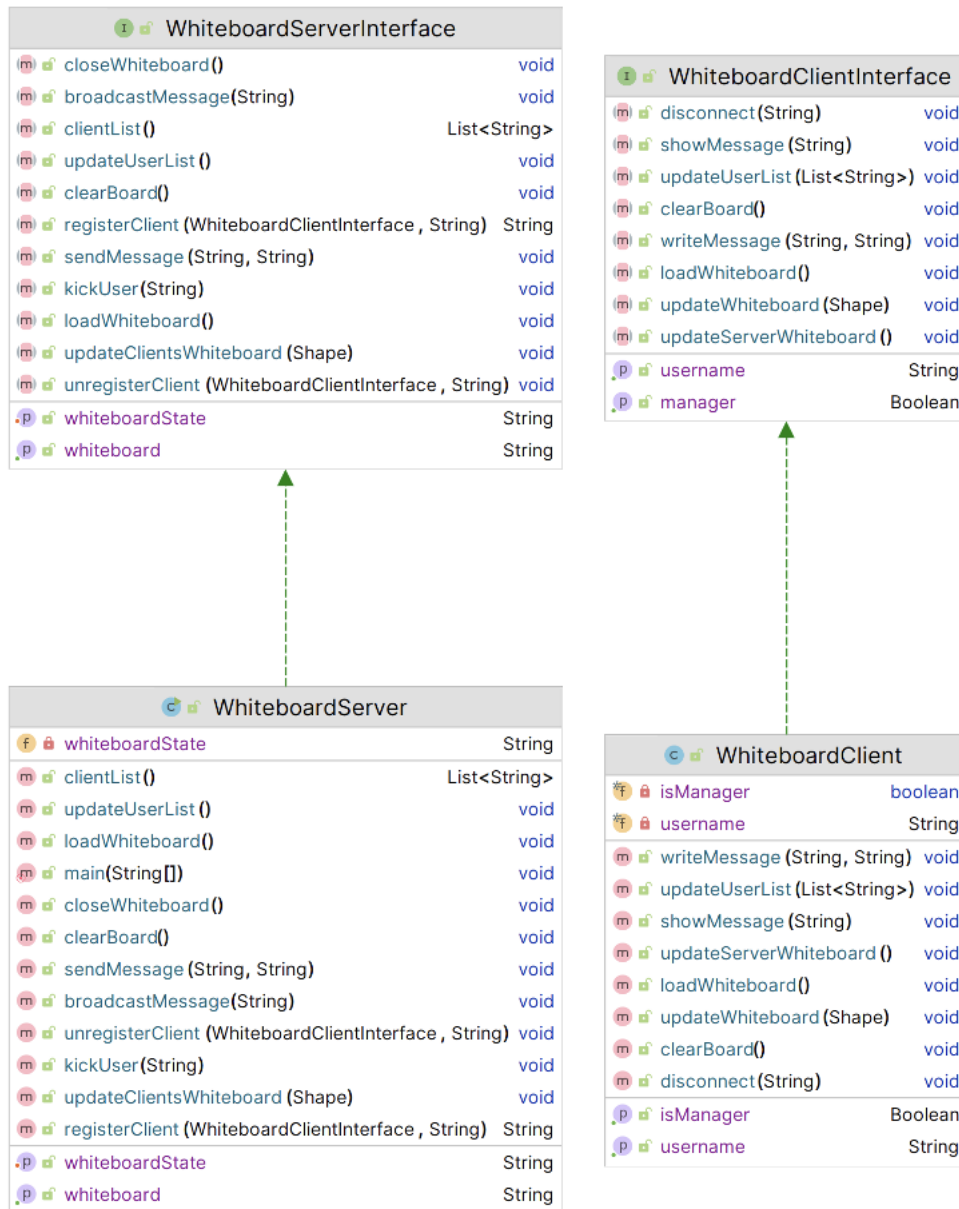 WhiteboardServerInterface
closeWhiteboard() void
broadcastMessage(String) void
clientList() List<String>
updateUserList() void
clearBoard() void
registerClient(WhiteboardClientInterface, String) String
sendMessage(String, String) void
kickUser(String) void
loadWhiteboard() void
updateClientsWhiteboard(Shape) void
unregisterClient(WhiteboardClientInterface, String) void
whiteboardState String
whiteboard String
WhiteboardClientInterface
disconnect(String) void
showMessage(String) void
updateUserList(List<String>) void
clearBoard() void
writeMessage(String, String) void
loadWhiteboard() void
updateWhiteboard(Shape) void
updateServerWhiteboard() void
username String
manager Boolean
WhiteboardServer
whiteboardState String
clientList() List<String>
updateUserList() void
loadWhiteboard() void
main(String[]) void
closeWhiteboard() void
clearBoard() void
sendMessage(String, String) void
broadcastMessage(String) void
unregisterClient(WhiteboardClientInterface, String) void
kickUser(String) void
updateClientsWhiteboard(Shape) void
registerClient(WhiteboardClientInterface, String) String
whiteboardState String
whiteboard String
WhiteboardClient
isManager boolean
username String
writeMessage(String, String) void
updateUserList(List<String>) void
showMessage(String) void
updateServerWhiteboard() void
loadWhiteboard() void
updateWhiteboard(Shape) void
clearBoard() void
disconnect(String) void
isManager Boolean
username String